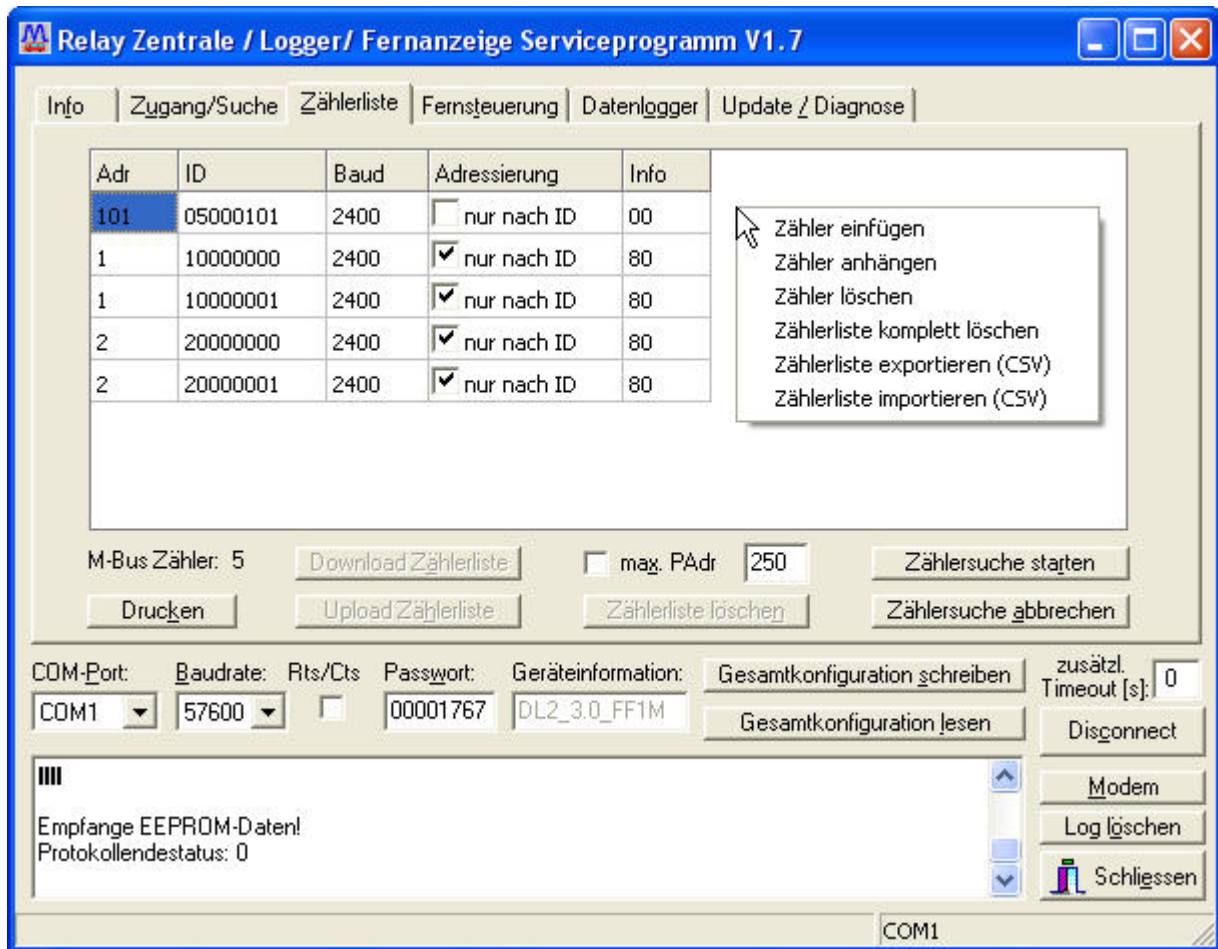 Relay Zentrale / Logger/ Fernanzeige Serviceprogramm V1.7
Info Zugang/Suche Zählerliste Fernsteuerung Datenlogger Update / Diagnose
Adr ID Baud Adressierung Info
101 05000101 2400 nur nach ID 00
1 10000000 2400 nur nach ID 80
1 10000001 2400 nur nach ID 80
2 20000000 2400 nur nach ID 80
2 20000001 2400 nur nach ID 80
Zähler einfügen
Zähler anhängen
Zähler löschen
Zählerliste komplett löschen
Zählerliste exportieren (CSV)
Zählerliste importieren (CSV)
M-Bus Zähler: 5 Download Zählerliste max. PAdr 250 Zählersuche starten
Drucken Upload Zählerliste Zählerliste löschen Zählersuche abbrechen
COM-Port: Baudrate: Rts/Cts Passwort: Geräteinformation: Gesamtkonfiguration schreiben zusätzl.
Timeout [s]: 0
COM1 57600 00001767 DL2_3.0_FF1M Gesamtkonfiguration lesen Disconnect
Empfange EEPROM-Daten!
Protokollendestatus: 0
Modem
Log löschen
Schliessen
COM1